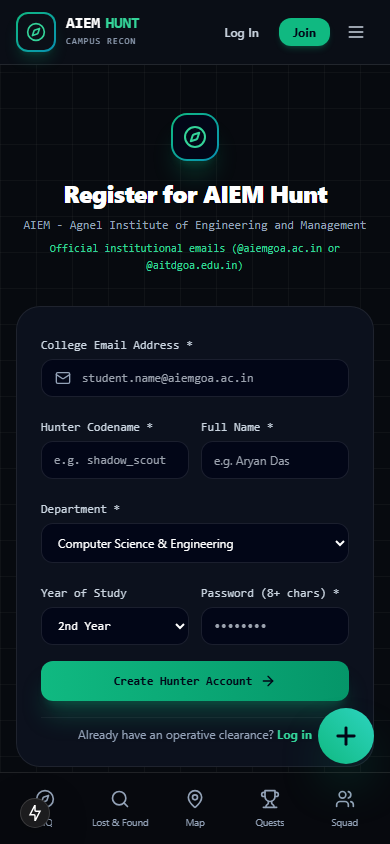 AIEM HUNT
CAMPUS RECON
Log In
Join
Register for AIEM Hunt
AIEM - Agnel Institute of Engineering and Management
Official institutional emails (@aiemgoa.ac.in or
@aitdgoa.edu.in)
College Email Address *
student.name@aiemgoa.ac.in
Hunter Codename *
Full Name *
e.g. shadow_scout
e.g. Aryan Das
Department *
Computer Science & Engineering
Year of Study
Password (8+ chars) *
2nd Year
••••••••
Create Hunter Account →
Already have an operative clearance? Log in
Lost & Found
Map
Quests
Squad